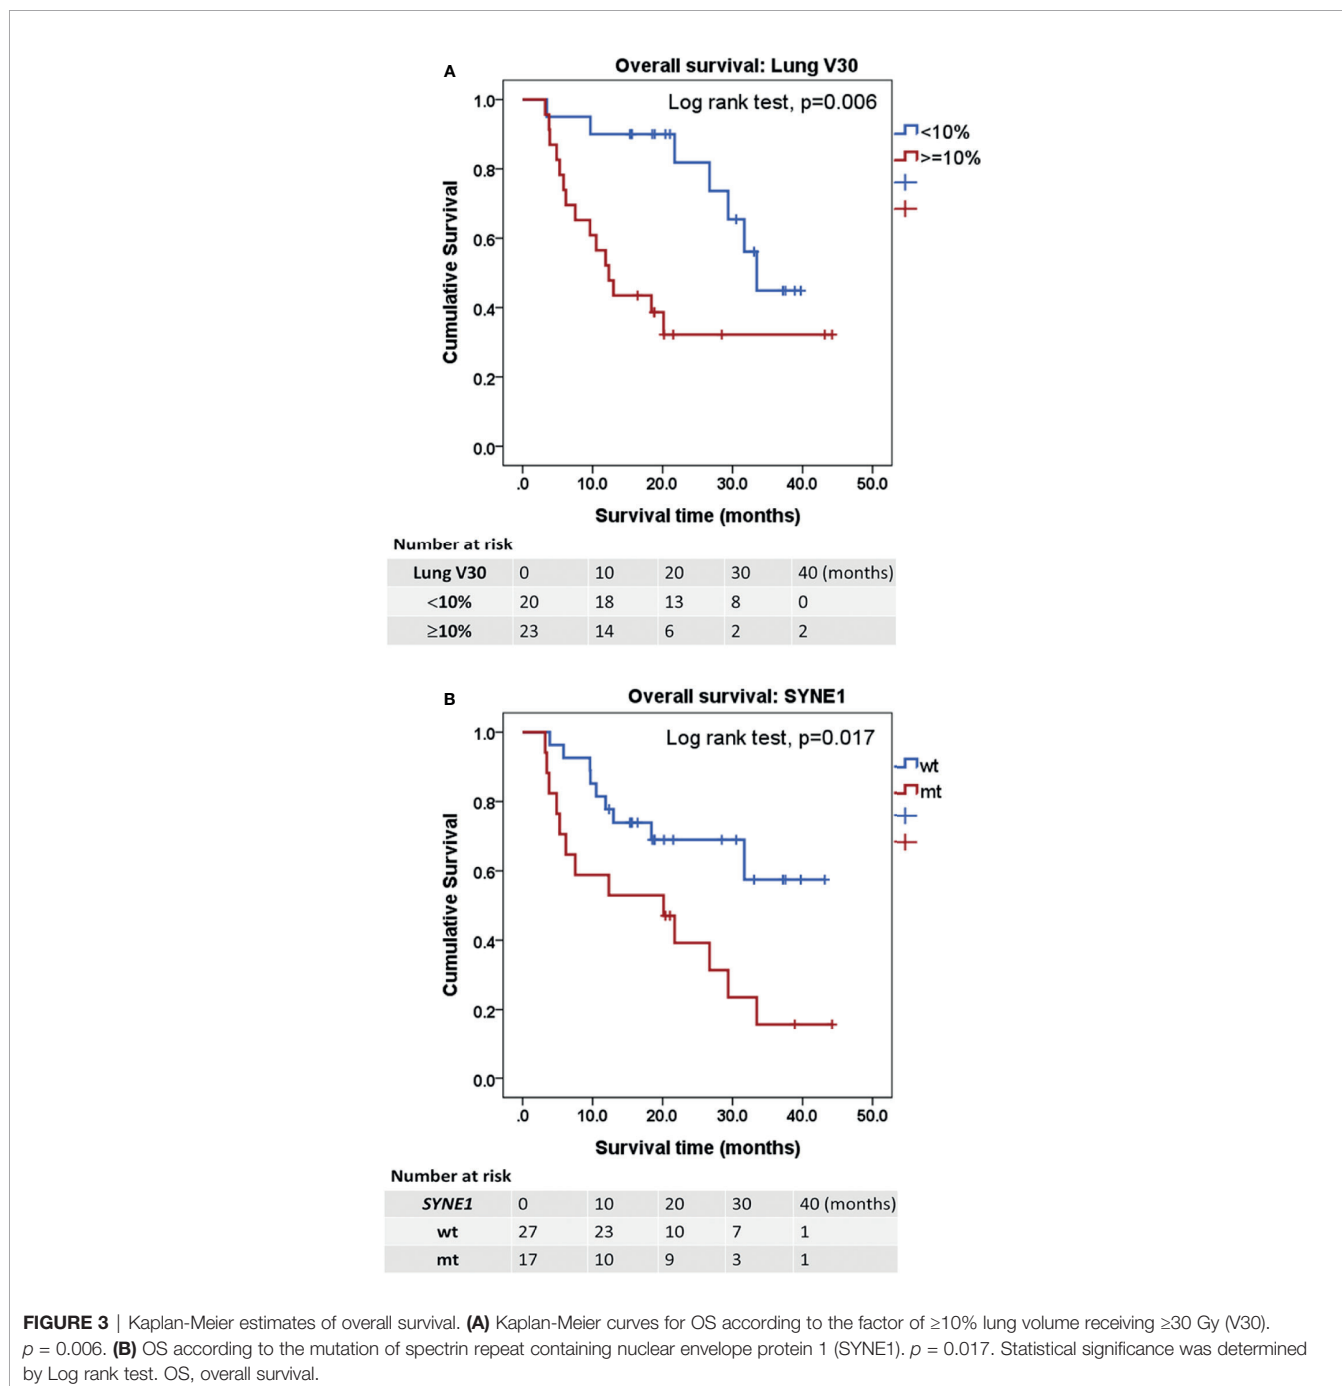 A
Overall survival: Lung V30
Log rank test, p=0.006
<10%
>=10%
1.0
0.8
0.6
0.4
0.2
0.0
Cumulative Survival
.0 10.0 20.0 30.0 40.0 50.0
Survival time (months)
Number at risk
Lung V30 0 10 20 30 40 (months)
<10% 20 18 13 8 0
≥10% 23 14 6 2 2
B
Overall survival: SYNE1
Log rank test, p=0.017
wt
mt
1.0
0.8
0.6
0.4
0.2
0.0
Cumulative Survival
.0 10.0 20.0 30.0 40.0 50.0
Survival time (months)
Number at risk
SYNE1 0 10 20 30 40 (months)
wt 27 23 10 7 1
mt 17 10 9 3 1
FIGURE 3 | Kaplan-Meier estimates of overall survival. (A) Kaplan-Meier curves for OS according to the factor of ≥10% lung volume receiving ≥30 Gy (V30).
p = 0.006. (B) OS according to the mutation of spectrin repeat containing nuclear envelope protein 1 (SYNE1). p = 0.017. Statistical significance was determined
by Log rank test. OS, overall survival.